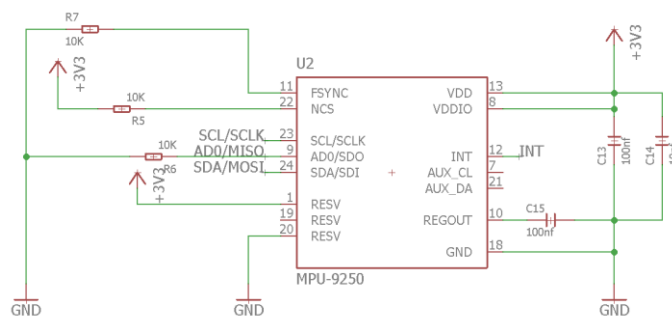 R7
10K
+3V3
10K
R5
SCL/SCLK
AD0/MISO
SDA/MOSI
10K
R6
+3V3
GND
GND
U2
11
FSYNC
22
NCS
23
SCL/SCLK
9
AD0/SDO
24
SDA/SDI
1
RESV
19
RESV
20
RESV
VDD
13
VDDIO
8
INT
12
INT
AUX_CL
7
AUX_DA
21
REGOUT
10
GND
18
MPU-9250
C15
100nf
+3V3
C13
100nf
C14
GND